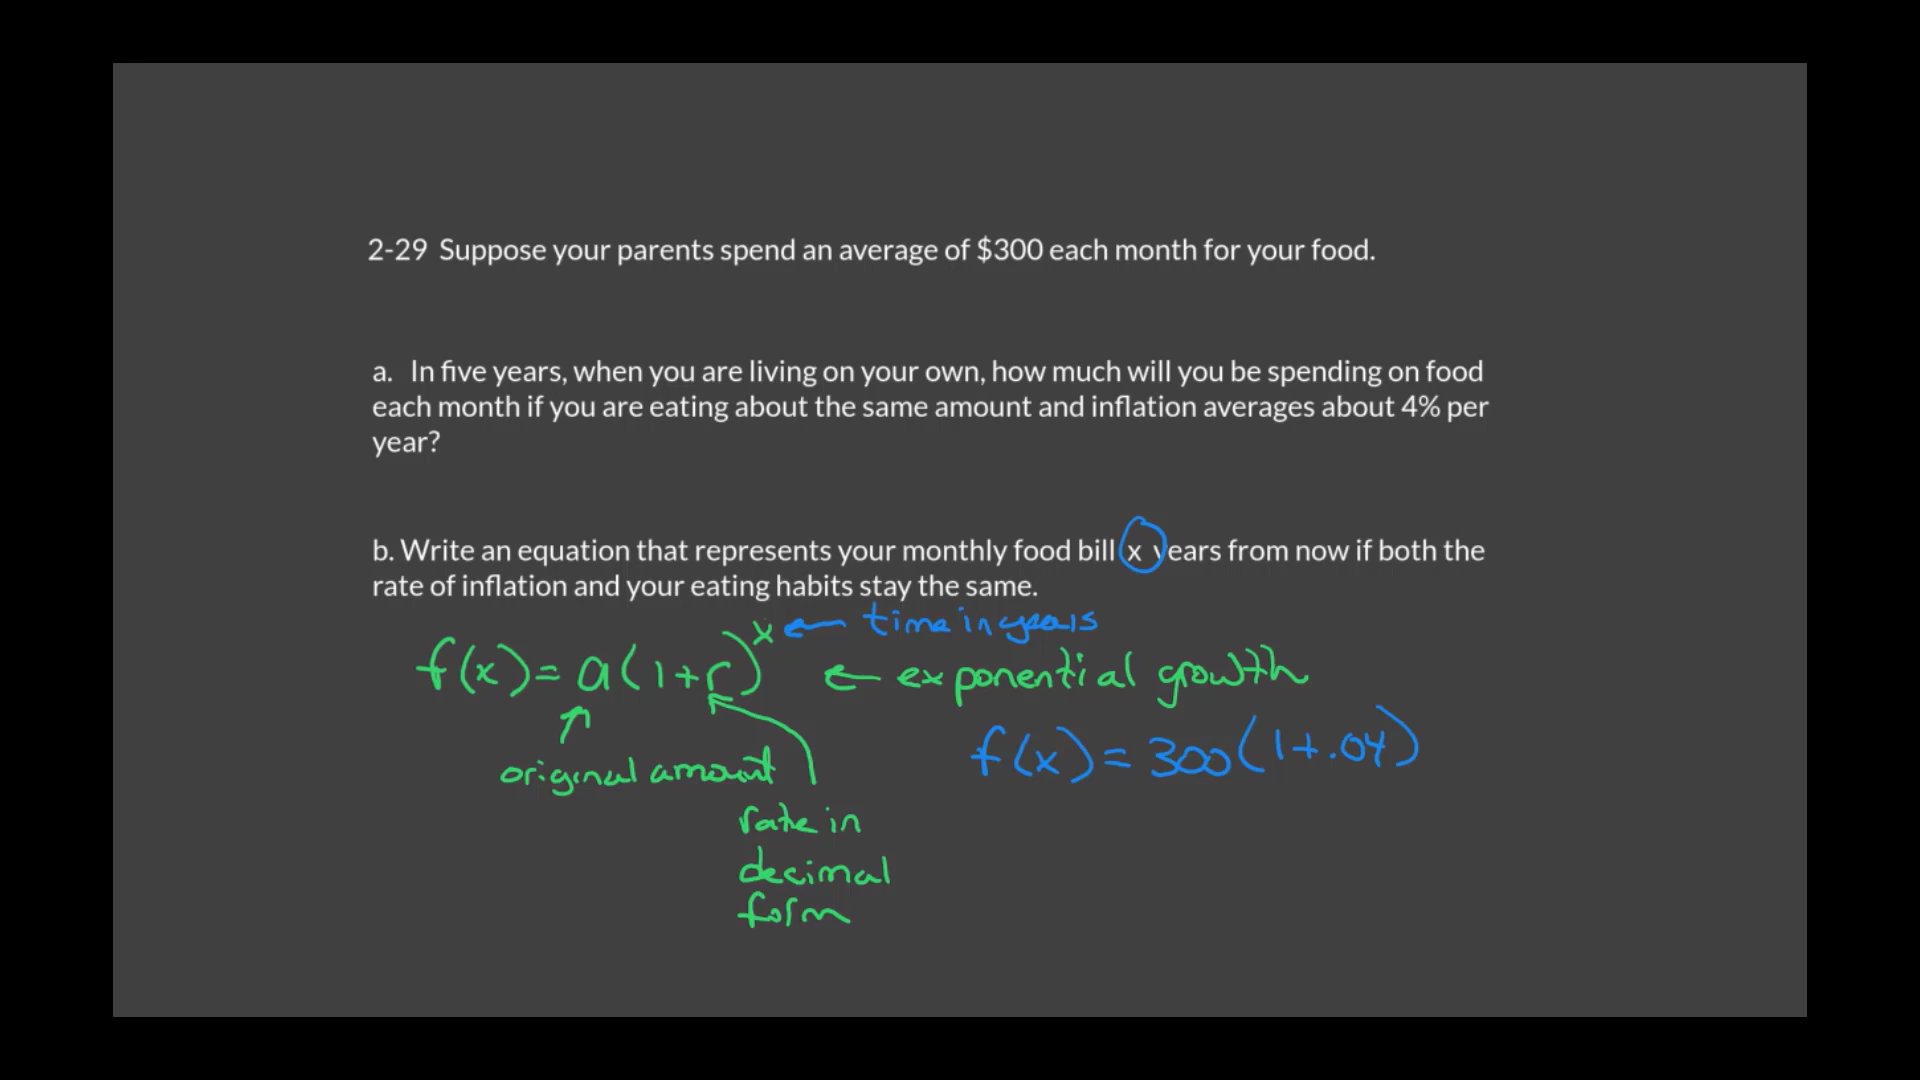 2-29 Suppose your parents spend an average of $300 each month for your food.
a. In five years, when you are living on your own, how much will you be spending on food
each month if you are eating about the same amount and inflation averages about 4% per
year?
b. Write an equation that represents your monthly food bill x years from now if both the
rate of inflation and your eating habits stay the same.
f(x) = a(1+r)^x ← time in years
← exponential growth
↑
original amount
rate in
decimal
form
f(x) = 300(1+.04)